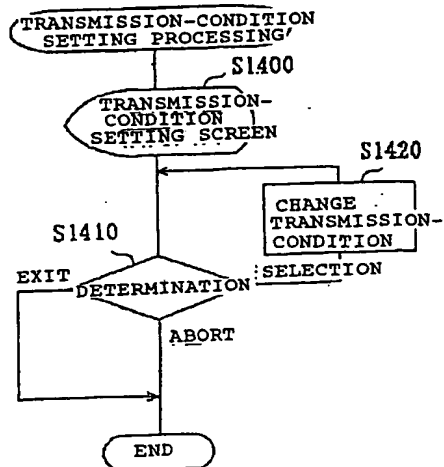 TRANSMISSION-CONDITION
SETTING PROCESSING
S1400
TRANSMISSION-
CONDITION
SETTING SCREEN
S1420
CHANGE
TRANSMISSION-
CONDITION
S1410
EXIT
DETERMINATION
SELECTION
ABORT
END